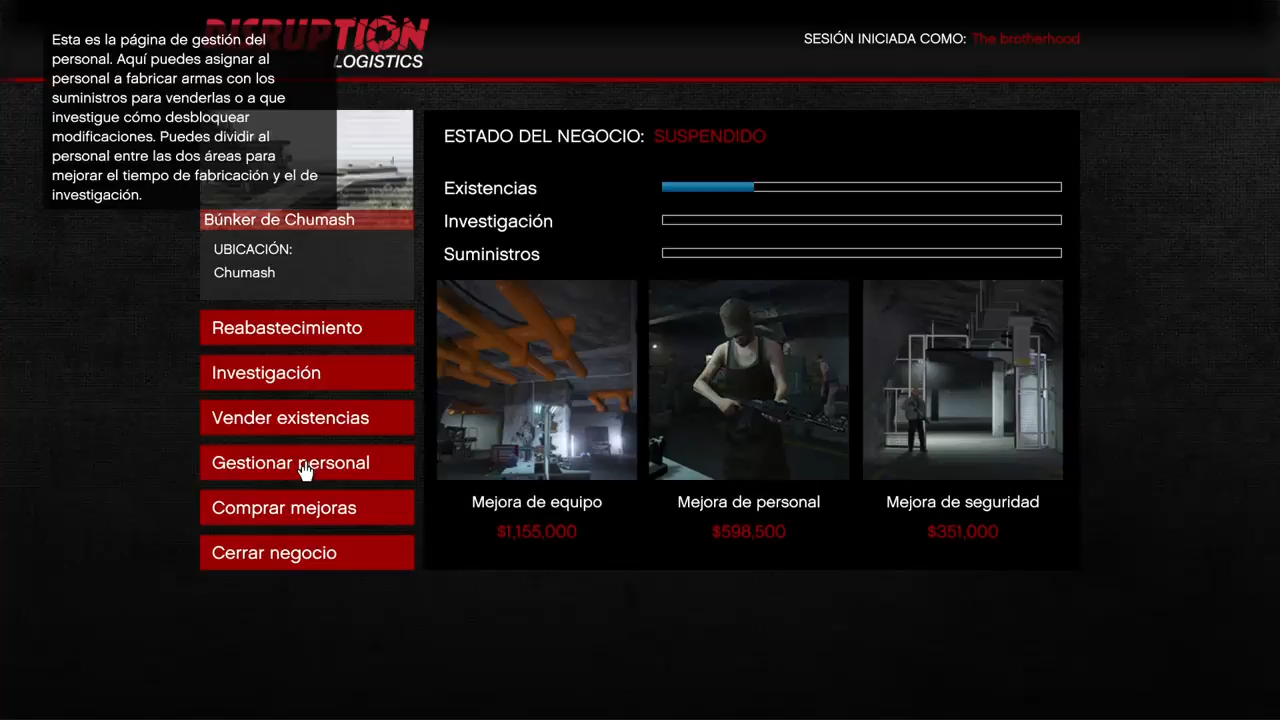 Esta es la página de gestión del
personal. Aquí puedes asignar al
personal a fabricar armas con los
suministros para venderlas o a que
investigue cómo desbloquear
modificaciones. Puedes dividir al
personal entre las dos áreas para
mejorar el tiempo de fabricación y el de
investigación.
DISRUPTION
LOGISTICS
SESIÓN INICIADA COMO: The brotherhood
Búnker de Chumash
UBICACIÓN:
Chumash
Reabastecimiento
Investigación
Vender existencias
Gestionar personal
Comprar mejoras
Cerrar negocio
ESTADO DEL NEGOCIO: SUSPENDIDO
Existencias
Investigación
Suministros
Mejora de equipo
$1,155,000
Mejora de personal
$598,500
Mejora de seguridad
$351,000